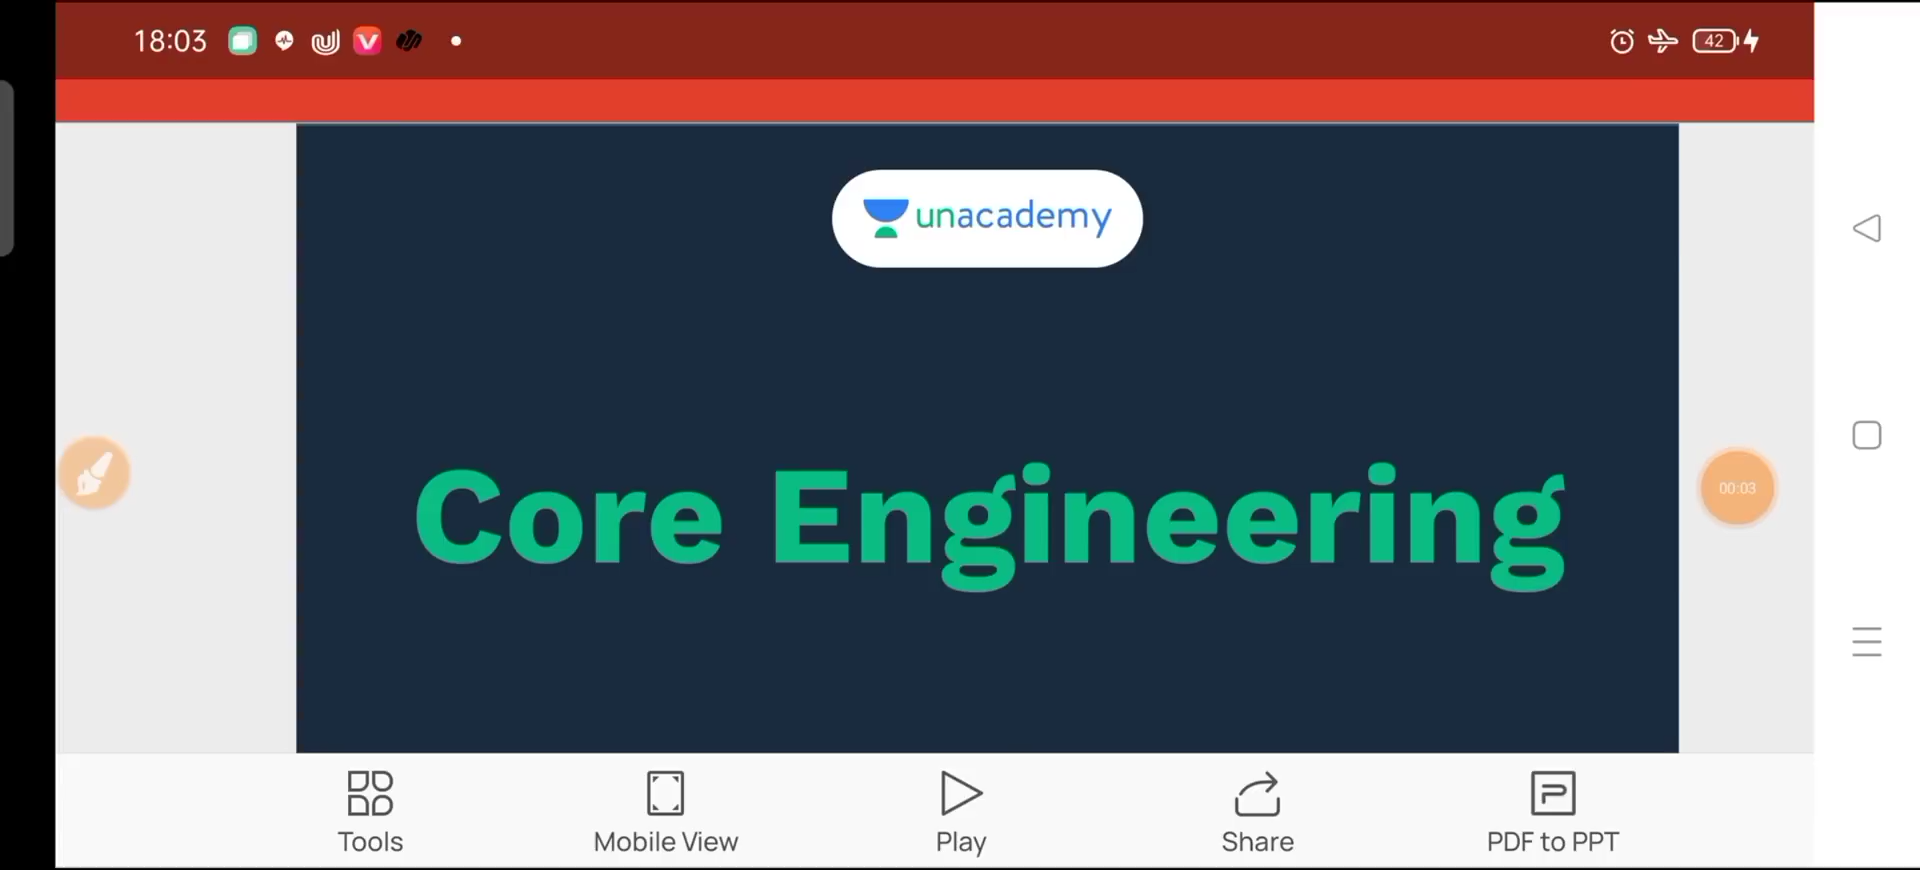 18:03
42
unacademy
Core Engineering
00:03
Tools
Mobile View
Play
Share
PDF to PPT